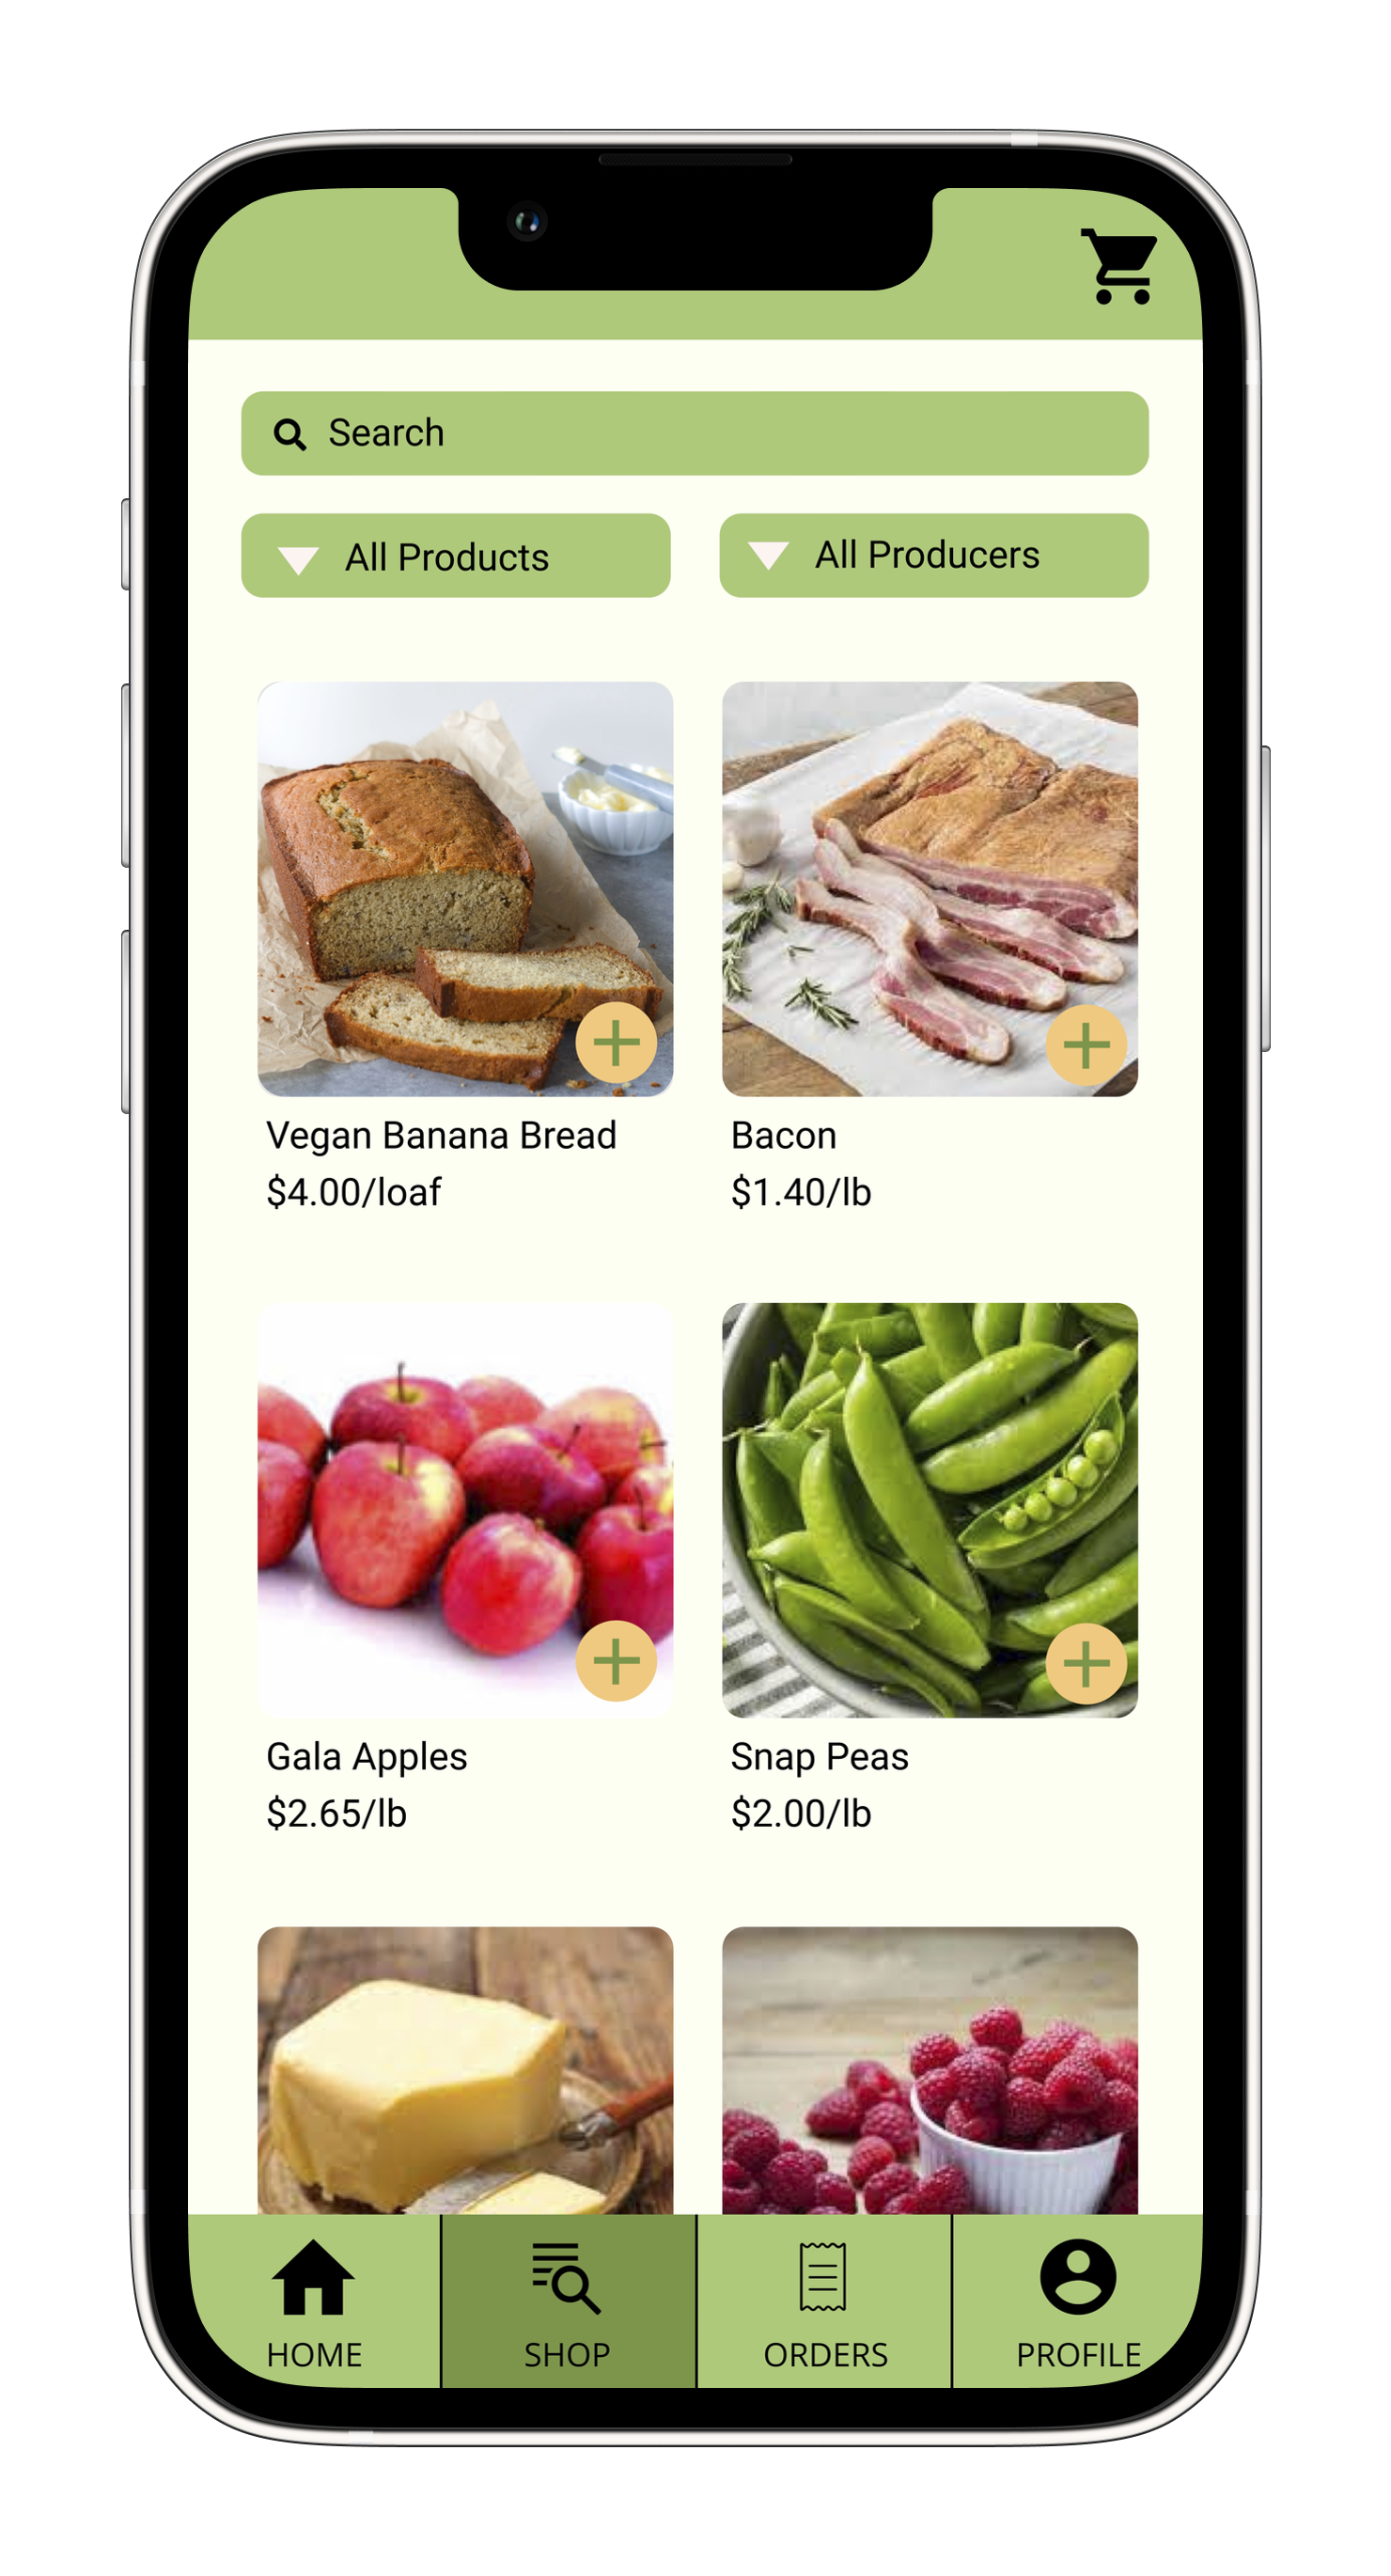 Search
All Products
All Producers
Vegan Banana Bread
$4.00/loaf
Bacon
$1.40/lb
Gala Apples
$2.65/lb
Snap Peas
$2.00/lb
HOME
SHOP
ORDERS
PROFILE